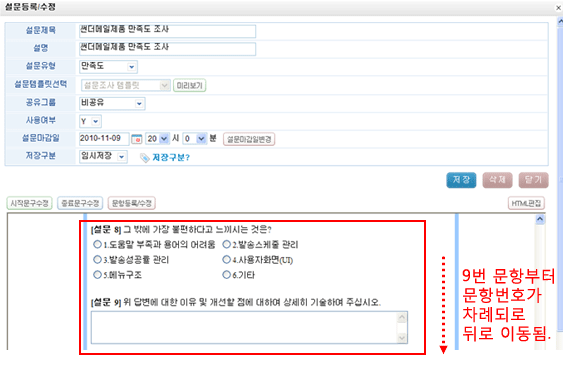 설문등록/수정
설문제목 쎈더메일제품 만족도 조사
설명 쎈더메일제품 만족도 조사
설문유형 만족도
설문템플릿선택 설문조사 템플릿 미리보기
공유그룹 비공유
사용여부 Y
설문마감일 2010-11-09 20 시 0 분 설문마감일변경
저장구분 임시저장 저장구분?
저장 삭제 닫기
시작문구수정 종료문구수정 문항등록/수정 HTML편집
[설문 8] 그 밖에 가장 불편하다고 느끼시는 것은?
1.도움말 부족과 용어의 어려움 2.발송스케줄 관리
3.발송성공률 관리 4.사용자화면(UI)
5.메뉴구조 6.기타
[설문 9] 위 답변에 대한 이유 및 개선할 점에 대하여 상세히 기술하여 주십시오.
9번 문항부터
문항번호가
차례되로
뒤로 이동됨.